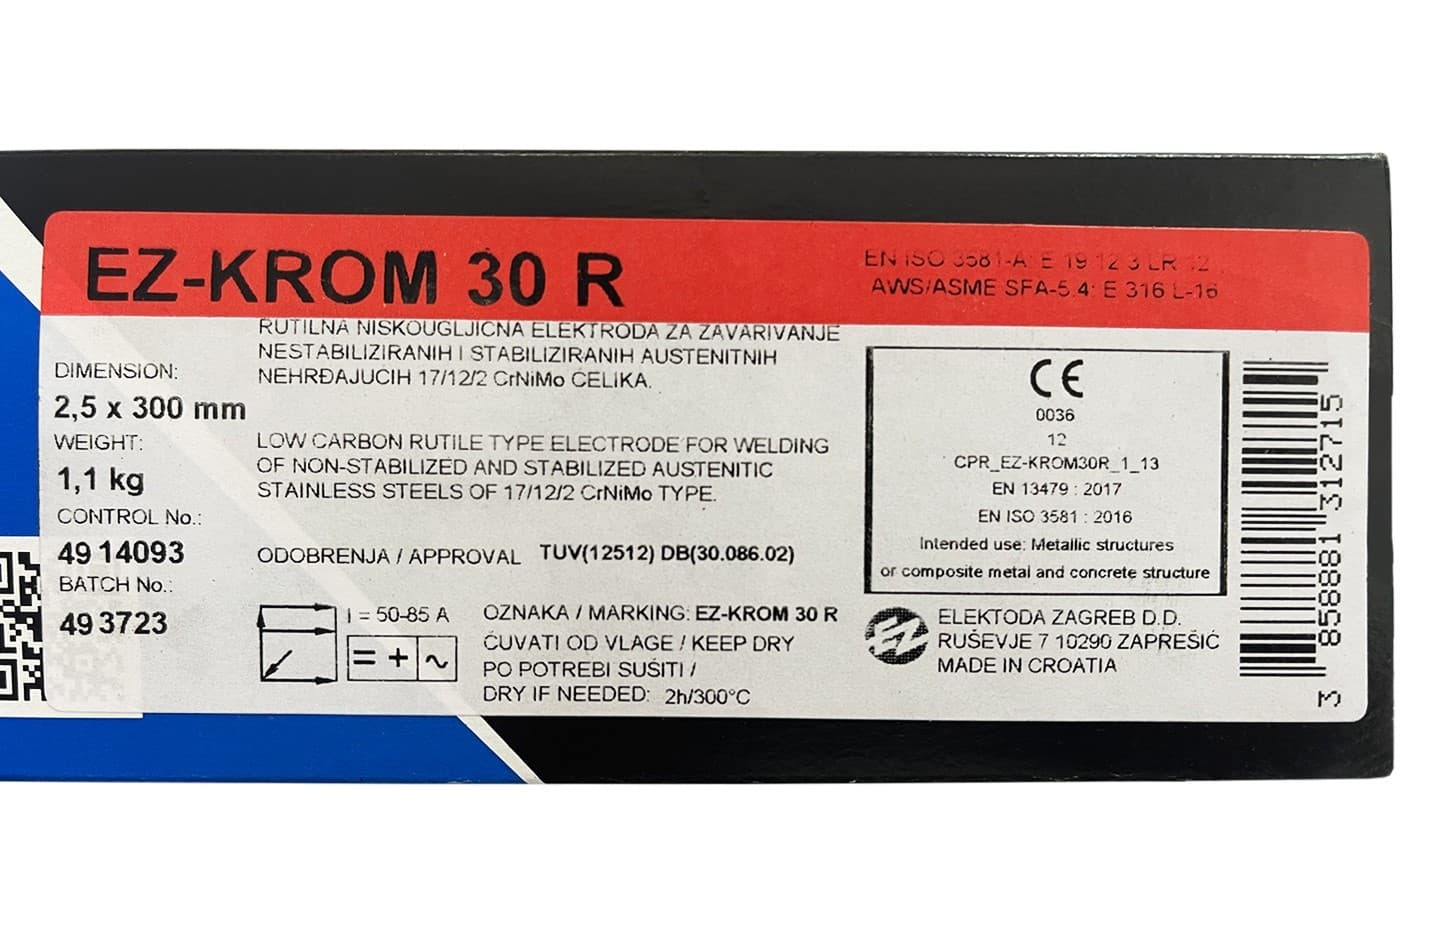 EZ-KROM 30 R
EN ISO 3581-A: E 19 12 3 LR 12
AWS/ASME SFA-5.4: E 316 L-16
RUTILNA NISKOUGLJIČNA ELEKTRODA ZA ZAVARIVANJE
NESTABILIZIRANIH I STABILIZIRANIH AUSTENITNIH
NEHRĐAJUĆIH 17/12/2 CrNiMo ČELIKA.
DIMENSION:
2,5 x 300 mm
WEIGHT:
1,1 kg
CONTROL No.:
49 14093
BATCH No.:
49 3723
LOW CARBON RUTILE TYPE ELECTRODE FOR WELDING
OF NON-STABILIZED AND STABILIZED AUSTENITIC
STAINLESS STEELS OF 17/12/2 CrNiMo TYPE.
ODOBRENJA / APPROVAL TUV(12512) DB(30.086.02)
I = 50-85 A
= + ~
OZNAKA / MARKING: EZ-KROM 30 R
ČUVATI OD VLAGE / KEEP DRY
PO POTREBI SUŠITI /
DRY IF NEEDED: 2h/300°C
CE
0036
12
CPR_EZ-KROM30R_1_13
EN 13479 : 2017
EN ISO 3581 : 2016
Intended use: Metallic structures
or composite metal and concrete structure
ELEKTODA ZAGREB D.D.
RUŠEVJE 7 10290 ZAPREŠIĆ
MADE IN CROATIA
3 858881 312715